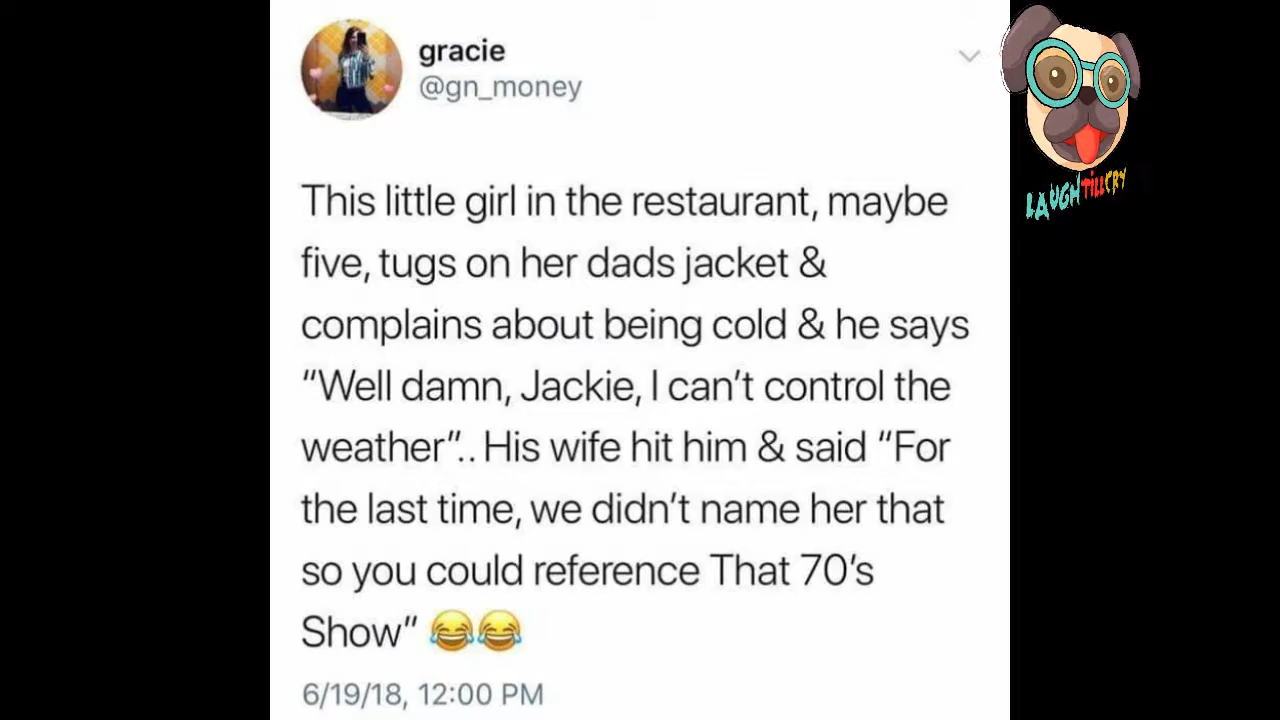 gracie
@gn_money
LAUGHTILLCRY
This little girl in the restaurant, maybe
five, tugs on her dads jacket &
complains about being cold & he says
“Well damn, Jackie, I can’t control the
weather”.. His wife hit him & said “For
the last time, we didn’t name her that
so you could reference That 70’s
Show” 😂😂
6/19/18, 12:00 PM